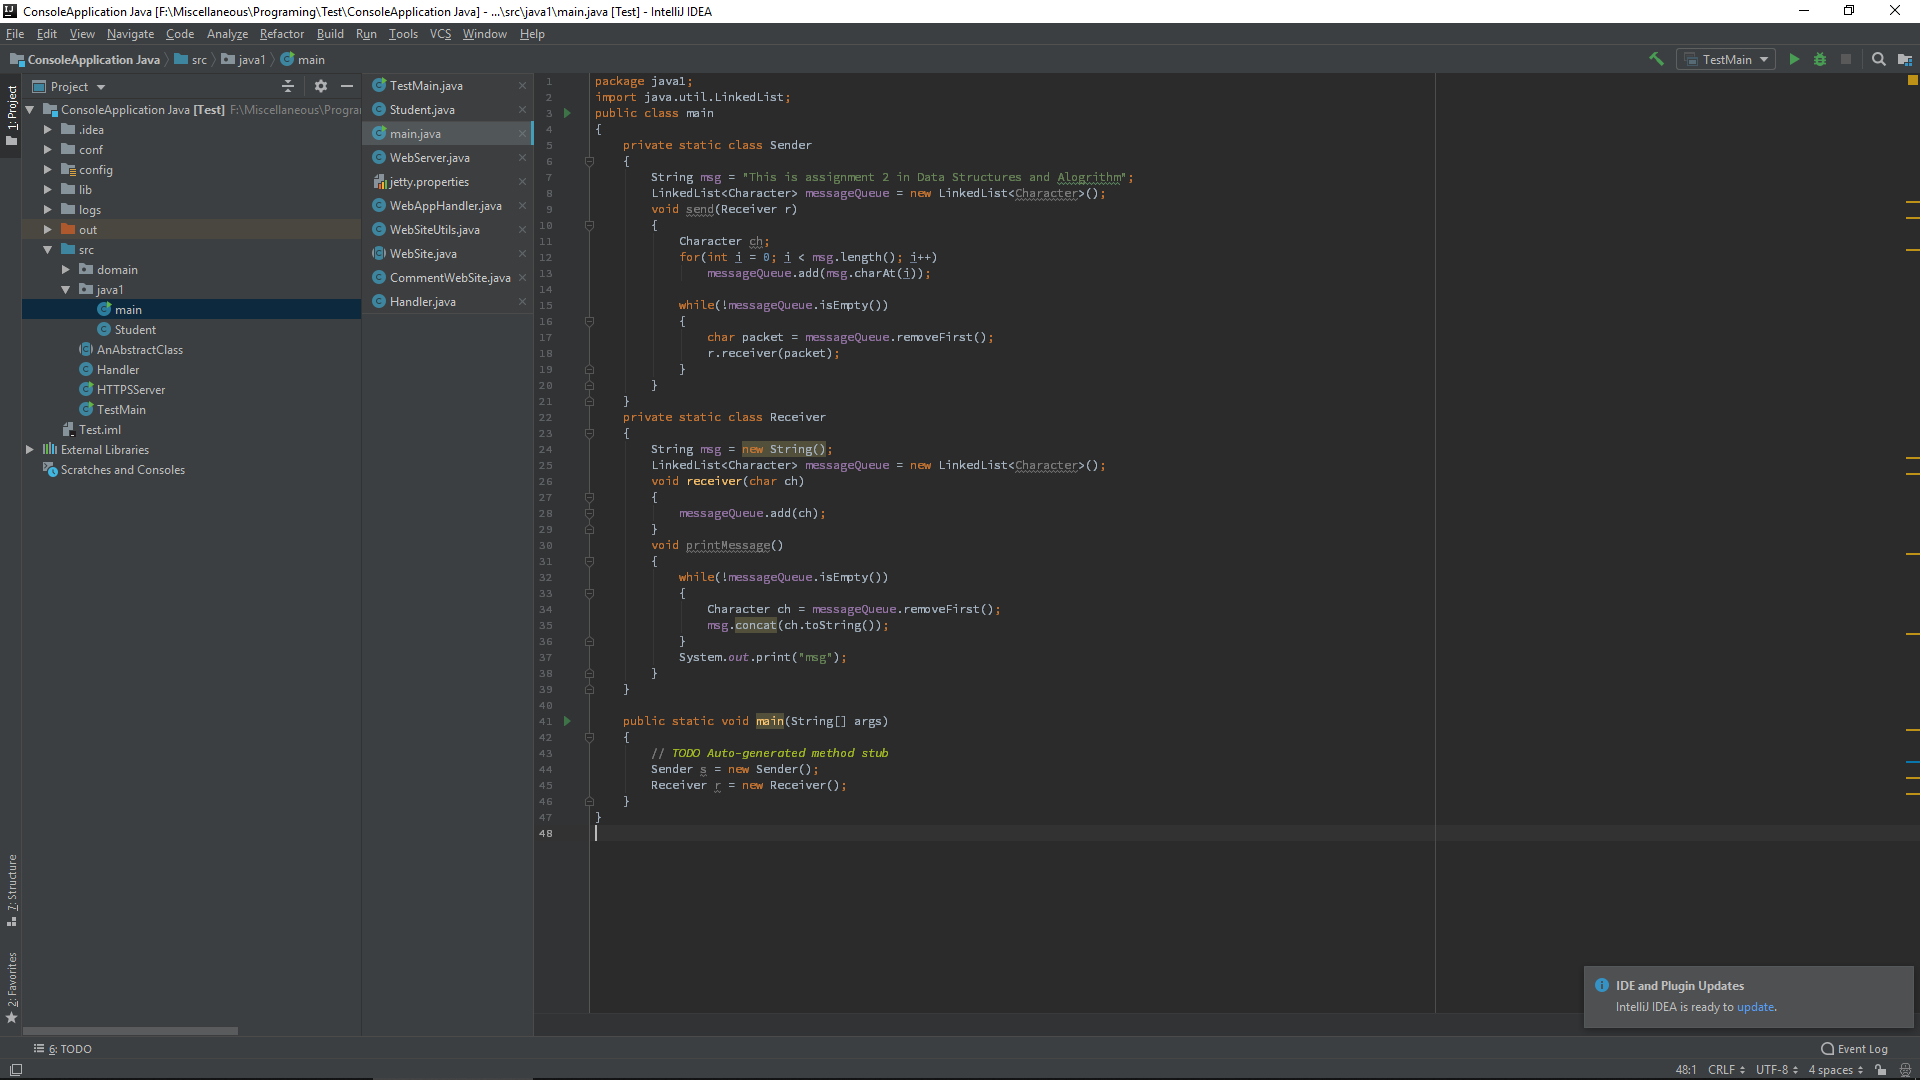 ConsoleApplication Java [F:\Miscellaneous\Programing\Test\ConsoleApplication Java] - ...\src\java1\main.java [Test] - IntelliJ IDEA
File Edit View Navigate Code Analyze Refactor Build Run Tools VCS Window Help
ConsoleApplication Java src java1 main
TestMain
Project
1: Project
ConsoleApplication Java [Test] F:\Miscellaneous\Progra
.idea
conf
config
lib
logs
out
src
domain
java1
main
Student
AnAbstractClass
Handler
HTTPSServer
TestMain
Test.iml
External Libraries
Scratches and Consoles
7: Structure
2: Favorites
TestMain.java
Student.java
main.java
WebServer.java
jetty.properties
WebAppHandler.java
WebSiteUtils.java
WebSite.java
CommentWebSite.java
Handler.java
1 package java1;
2 import java.util.LinkedList;
3 public class main
4 {
5 private static class Sender
6 {
7 String msg = "This is assignment 2 in Data Structures and Alogrithm";
8 LinkedList<Character> messageQueue = new LinkedList<Character>();
9 void send(Receiver r)
10 {
11 Character ch;
12 for(int i = 0; i < msg.length(); i++)
13 messageQueue.add(msg.charAt(i));
14
15 while(!messageQueue.isEmpty())
16 {
17 char packet = messageQueue.removeFirst();
18 r.receiver(packet);
19 }
20 }
21 }
22 private static class Receiver
23 {
24 String msg = new String();
25 LinkedList<Character> messageQueue = new LinkedList<Character>();
26 void receiver(char ch)
27 {
28 messageQueue.add(ch);
29 }
30 void printMessage()
31 {
32 while(!messageQueue.isEmpty())
33 {
34 Character ch = messageQueue.removeFirst();
35 msg.concat(ch.toString());
36 }
37 System.out.print("msg");
38 }
39 }
40
41 public static void main(String[] args)
42 {
43 // TODO Auto-generated method stub
44 Sender s = new Sender();
45 Receiver r = new Receiver();
46 }
47 }
48
IDE and Plugin Updates
IntelliJ IDEA is ready to update.
6: TODO
Event Log
48:1 CRLF UTF-8 4 spaces